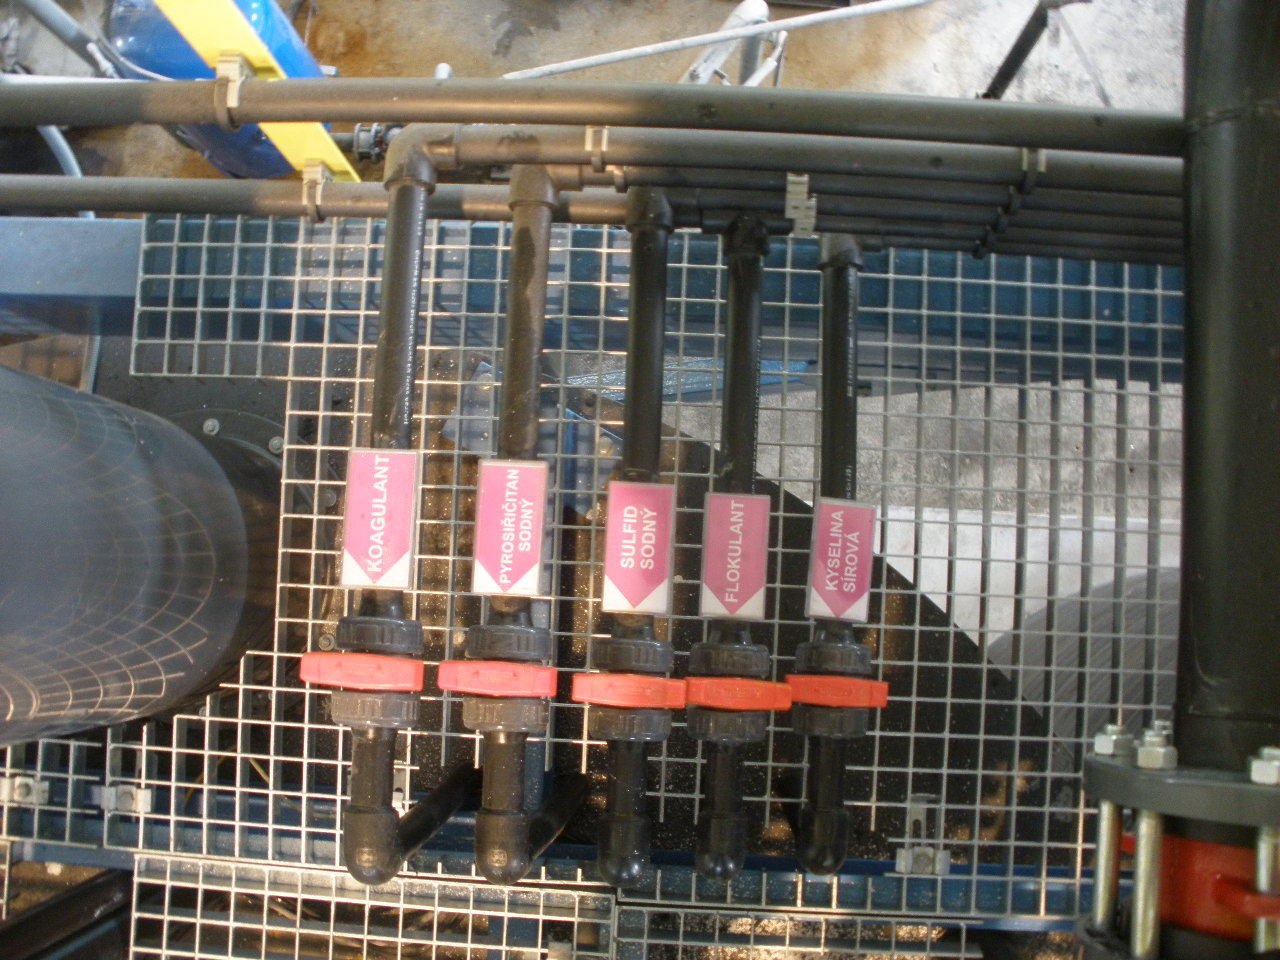 KOAGULANT
PYROSIŘIČITAN
SODNÝ
SULFID
SODNÝ
FLOKULANT
KYSELINA
SÍROVÁ